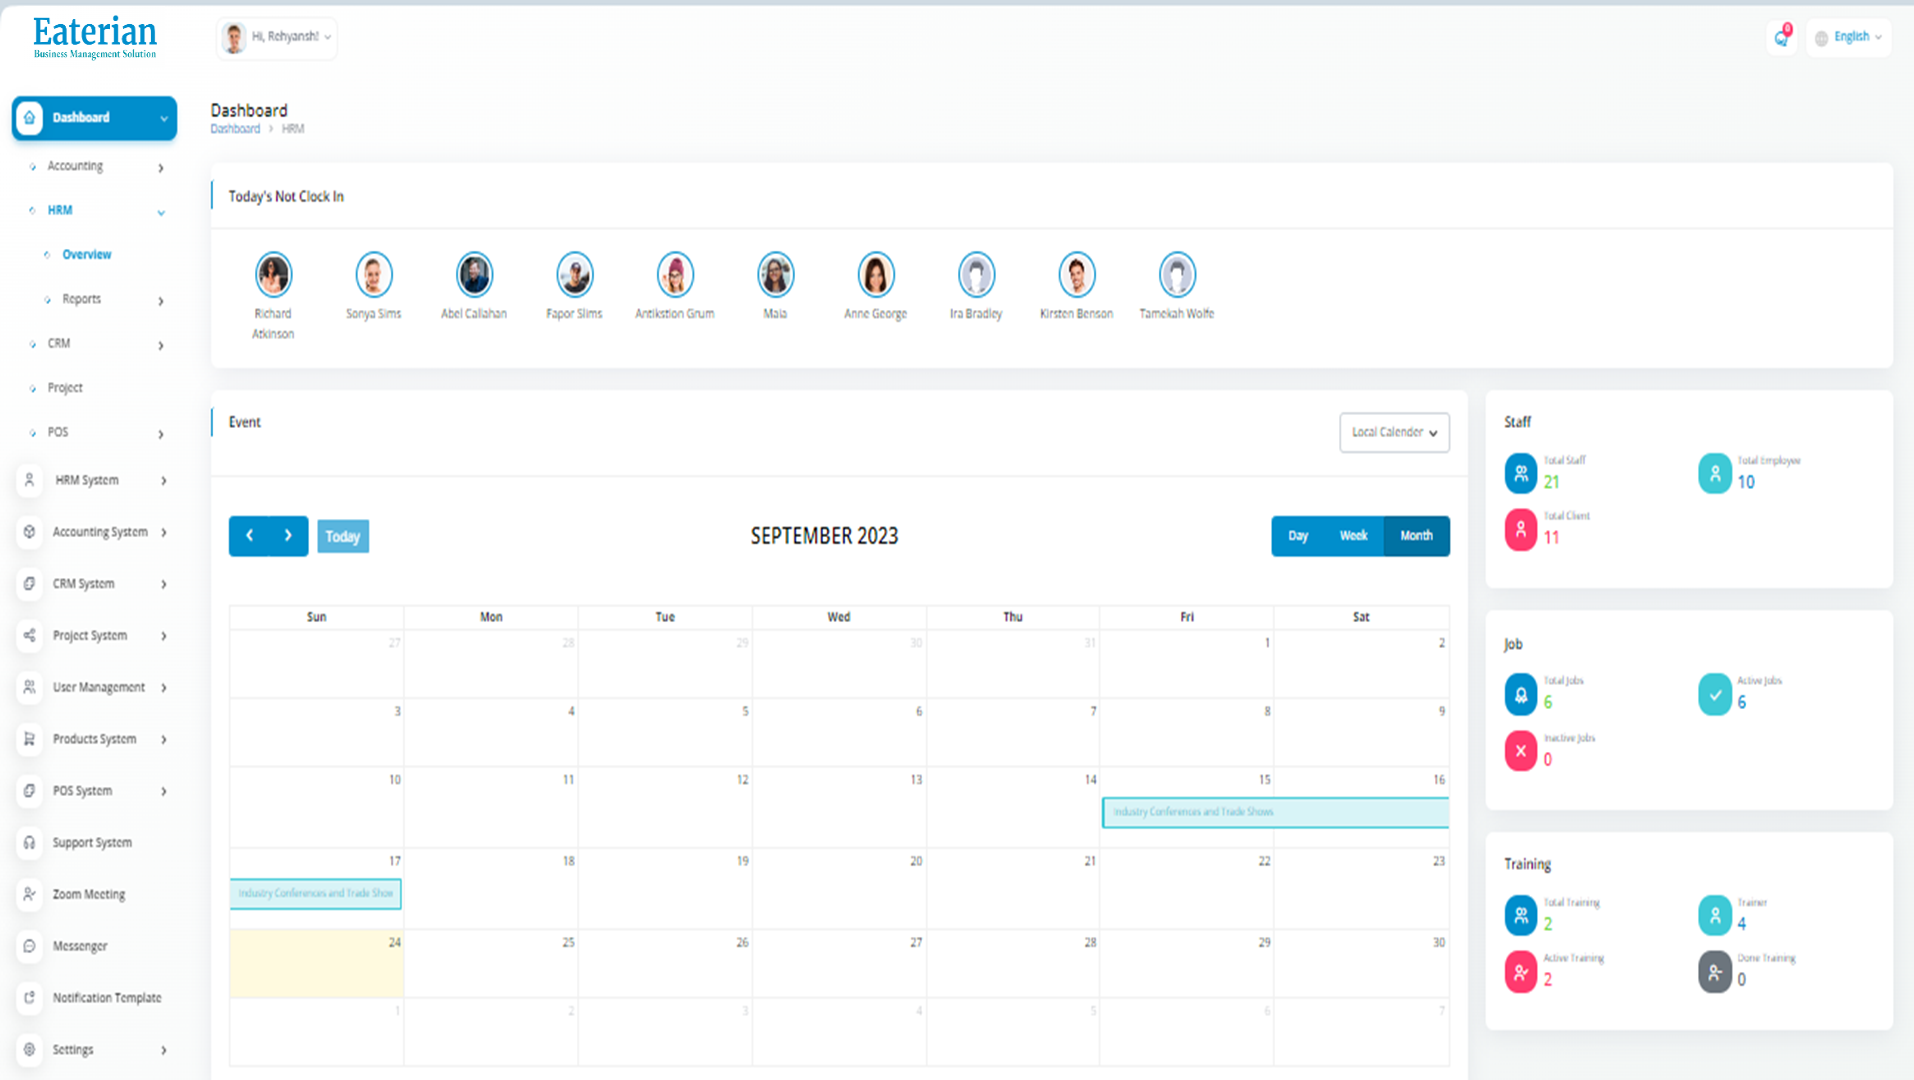 Eaterian
Business Management Solution
Hi, Rehyansh!
English
Dashboard
Accounting
HRM
Overview
Reports
CRM
Project
POS
HRM System
Accounting System
CRM System
Project System
User Management
Products System
POS System
Support System
Zoom Meeting
Messenger
Notification Template
Settings
Dashboard
Dashboard > HRM
Today's Not Clock In
Richard Atkinson
Sonya Sims
Abel Callahan
Fapor Slims
Antikstion Grum
Maia
Anne George
Ira Bradley
Kirsten Benson
Tamekah Wolfe
Event
Local Calender
Today
SEPTEMBER 2023
Day Week Month
Sun Mon Tue Wed Thu Fri Sat
27 28 29 30 31 1 2
3 4 5 6 7 8 9
10 11 12 13 14 15 16
Industry Conferences and Trade Shows
17 18 19 20 21 22 23
Industry Conferences and Trade Show
24 25 26 27 28 29 30
1 2 3 4 5 6 7
Staff
Total Staff
21
Total Employee
10
Total Client
11
Job
Total Jobs
6
Active Jobs
6
Inactive Jobs
0
Training
Total Training
2
Trainer
4
Active Training
2
Done Training
0